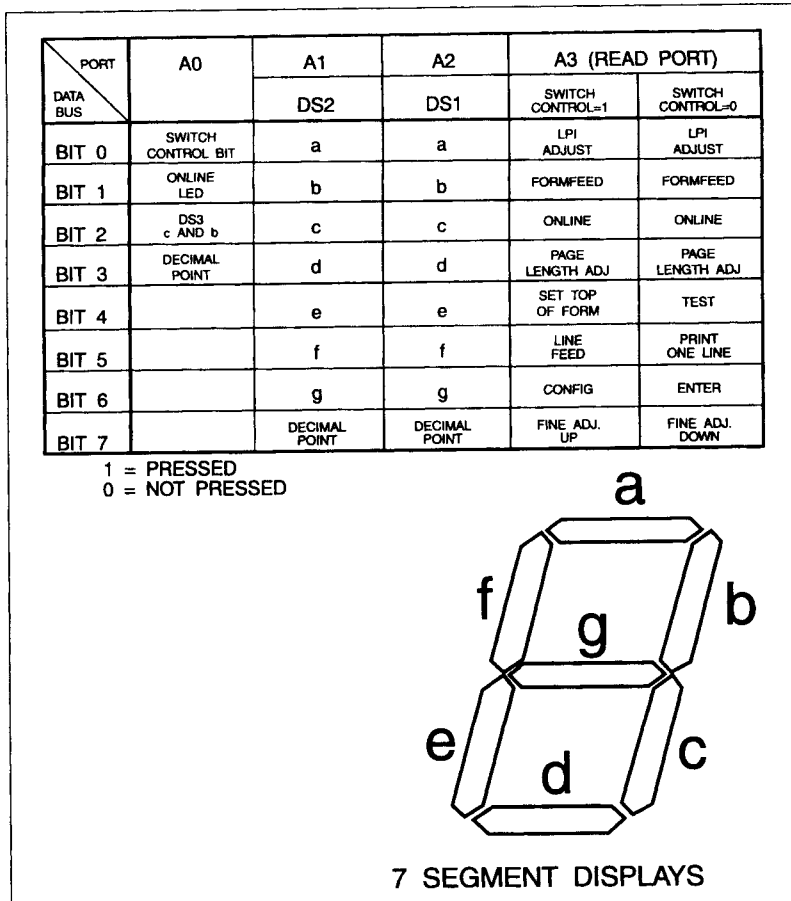 PORT A0 A1 A2 A3 (READ PORT)
DATA BUS DS2 DS1 SWITCH CONTROL=1 SWITCH CONTROL=0
BIT 0 SWITCH CONTROL BIT a a LPI ADJUST LPI ADJUST
BIT 1 ONLINE LED b b FORMFEED FORMFEED
BIT 2 DS3 c AND b c c ONLINE ONLINE
BIT 3 DECIMAL POINT d d PAGE LENGTH ADJ PAGE LENGTH ADJ
BIT 4 e e SET TOP OF FORM TEST
BIT 5 f f LINE FEED PRINT ONE LINE
BIT 6 g g CONFIG ENTER
BIT 7 DECIMAL POINT DECIMAL POINT FINE ADJ. UP FINE ADJ. DOWN
1 = PRESSED
0 = NOT PRESSED
a
f b
g
e c
d
7 SEGMENT DISPLAYS